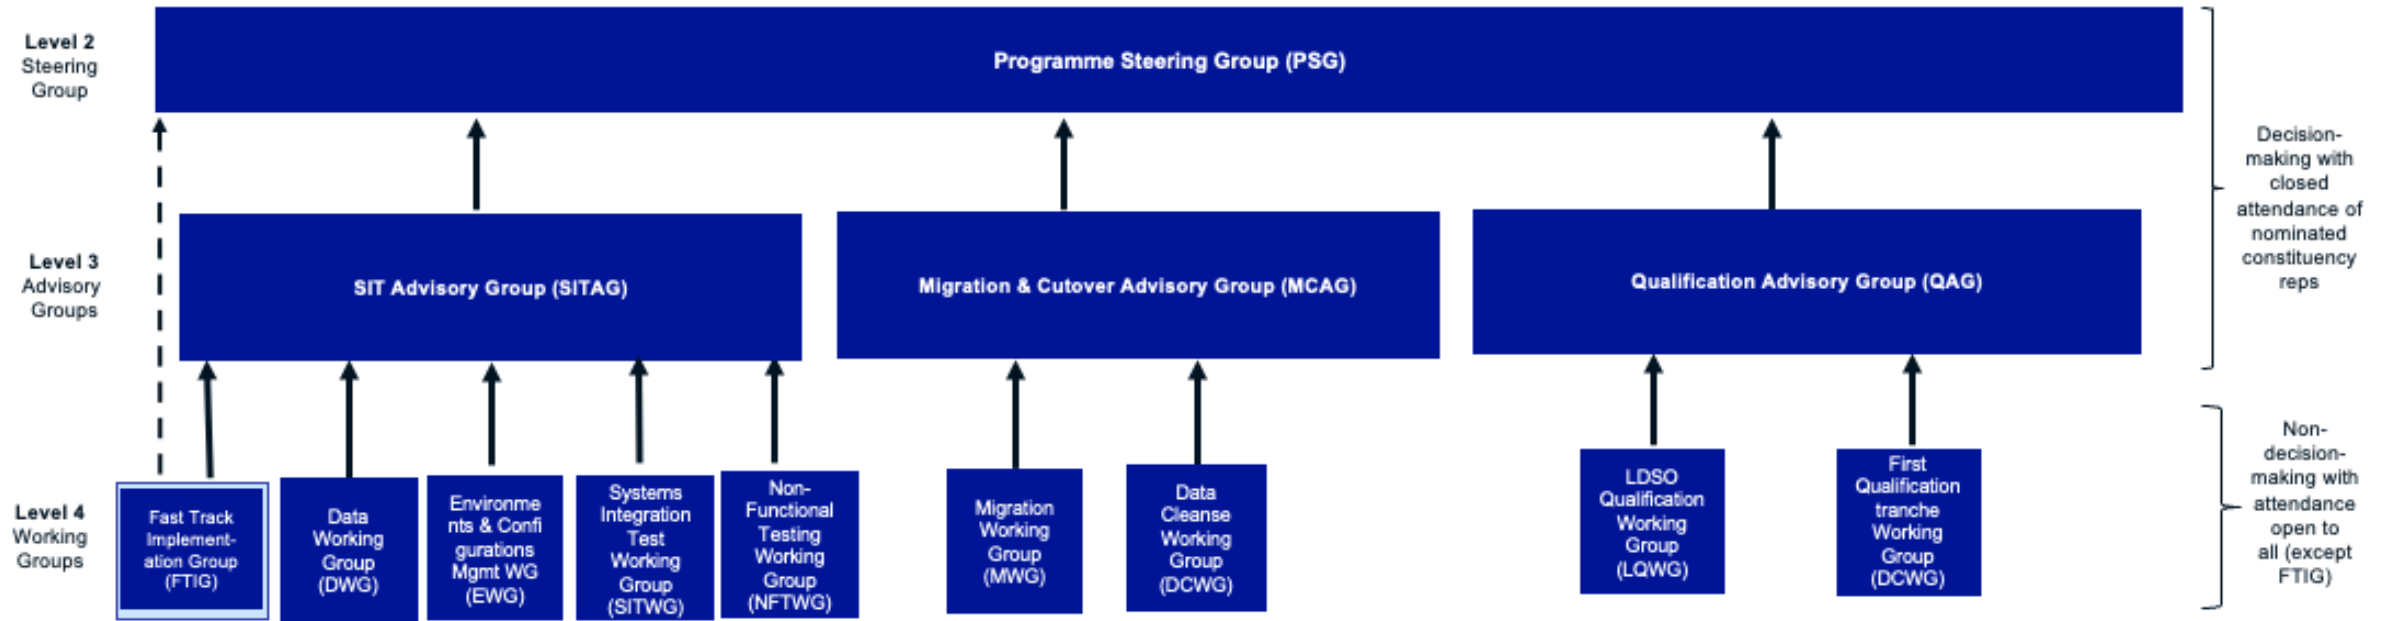 Level 2
Steering
Group
Programme Steering Group (PSG)
Decision-
making with
closed
attendance of
nominated
constituency
reps
Level 3
Advisory
Groups
SIT Advisory Group (SITAG)
Migration & Cutover Advisory Group (MCAG)
Qualification Advisory Group (QAG)
Level 4
Working
Groups
Fast Track
Implement-
ation Group
(FTIG)
Data
Working
Group
(DWG)
Environme
nts & Confi
gurations
Mgmt WG
(EWG)
Systems
Integration
Test
Working
Group
(SITWG)
Non-
Functional
Testing
Working
Group
(NFTWG)
Migration
Working
Group
(MWG)
Data
Cleanse
Working
Group
(DCWG)
LDSO
Qualification
Working
Group
(LQWG)
First
Qualification
tranche
Working
Group
(DCWG)
Non-
decision-
making with
attendance
open to
all (except
FTIG)